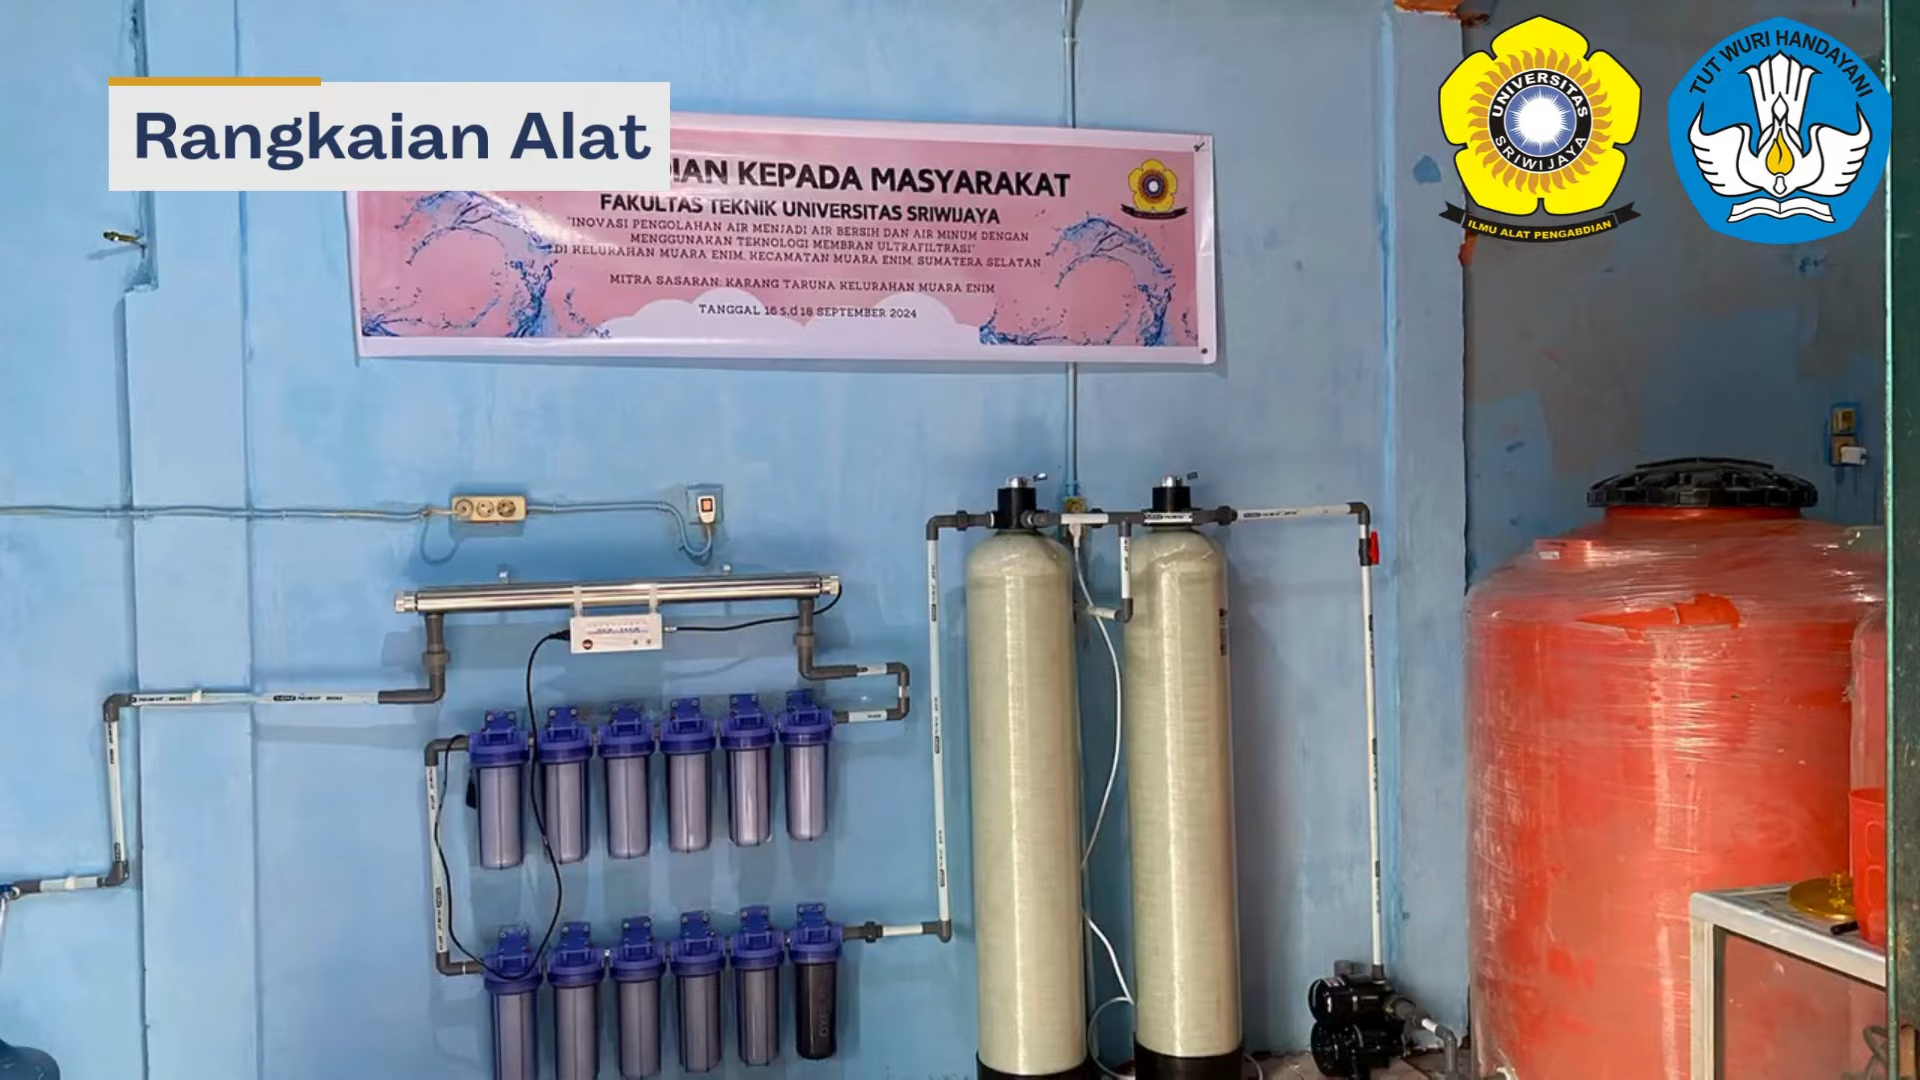 Rangkaian Alat
DIAN KEPADA MASYARAKAT
FAKULTAS TEKNIK UNIVERSITAS SRIWIJAYA
"INOVASI PENGOLAHAN AIR MENJADI AIR BERSIH DAN AIR MINUM DENGAN
MENGGUNAKAN TEKNOLOGI MEMBRAN ULTRAFILTRASI"
DI KELURAHAN MUARA ENIM, KECAMATAN MUARA ENIM, SUMATERA SELATAN
MITRA SASARAN: KARANG TARUNA KELURAHAN MUARA ENIM
TANGGAL 16 s.d 18 SEPTEMBER 2024
UNIVERSITAS
SRIWIJAYA
ILMU ALAT PENGABDIAN
TUT WURI HANDAYANI